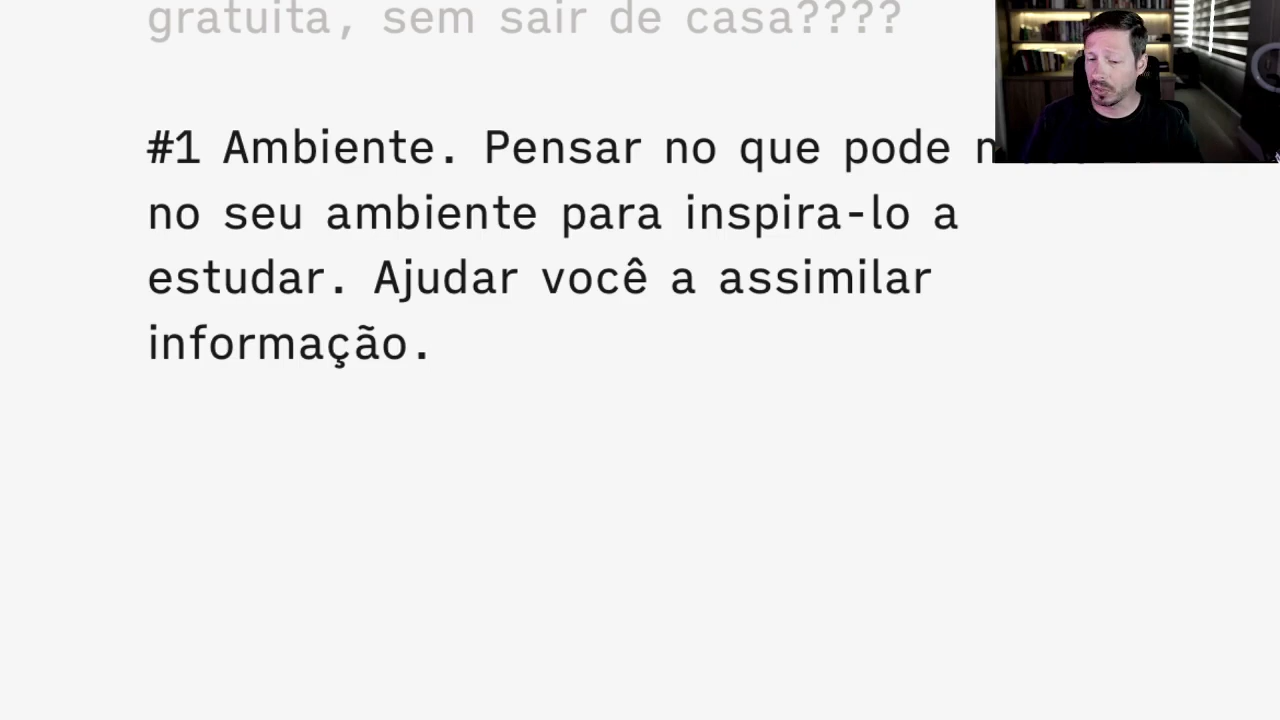 gratuita, sem sair de casa????
#1 Ambiente. Pensar no que pode
no seu ambiente para inspira-lo a
estudar. Ajudar você a assimilar
informação.